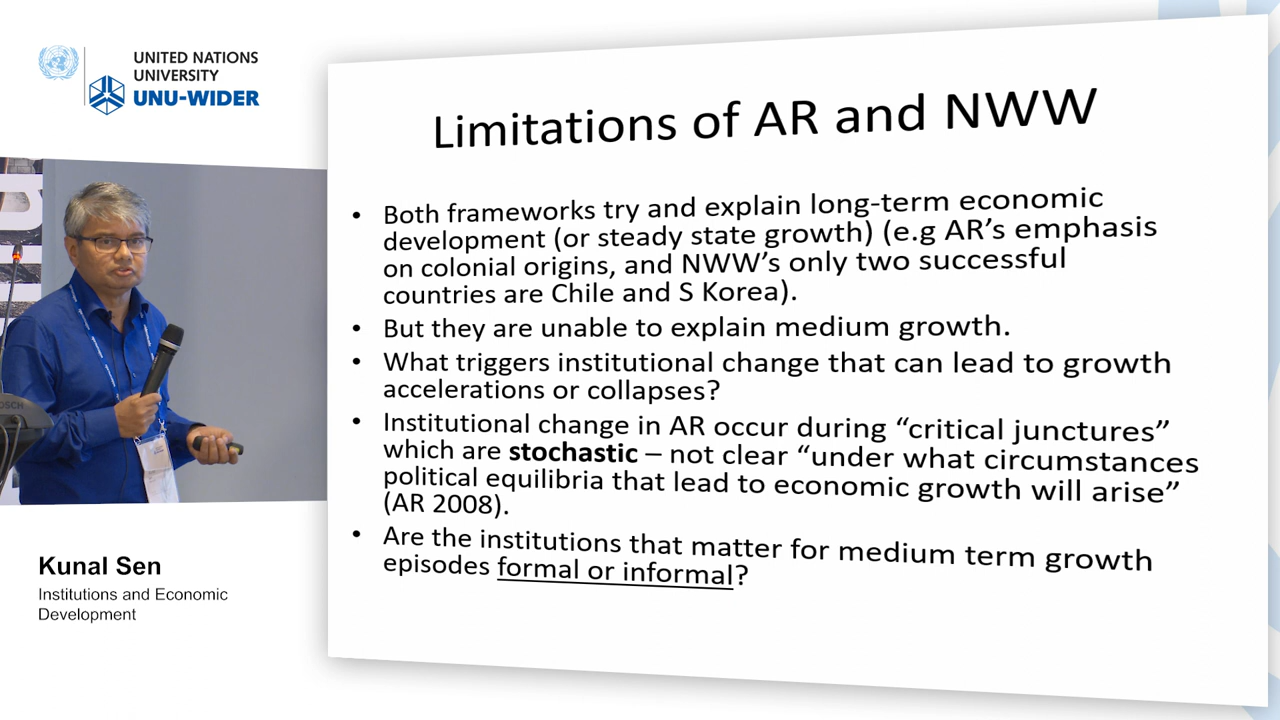 UNITED NATIONS
UNIVERSITY
UNU-WIDER
Limitations of AR and NWW
• Both frameworks try and explain long-term economic
development (or steady state growth) (e.g AR's emphasis
on colonial origins, and NWW's only two successful
countries are Chile and S Korea).
• But they are unable to explain medium growth.
• What triggers institutional change that can lead to growth
accelerations or collapses?
• Institutional change in AR occur during “critical junctures”
which are stochastic – not clear “under what circumstances
political equilibria that lead to economic growth will arise”
(AR 2008).
• Are the institutions that matter for medium term growth
episodes formal or informal?
Kunal Sen
Institutions and Economic
Development